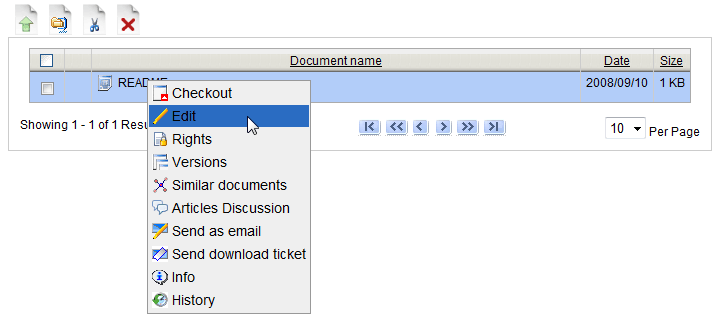 Document name Date Size
README 2008/09/10 1 KB
Showing 1 - 1 of 1 Resu 10 Per Page
Checkout
Edit
Rights
Versions
Similar documents
Articles Discussion
Send as email
Send download ticket
Info
History